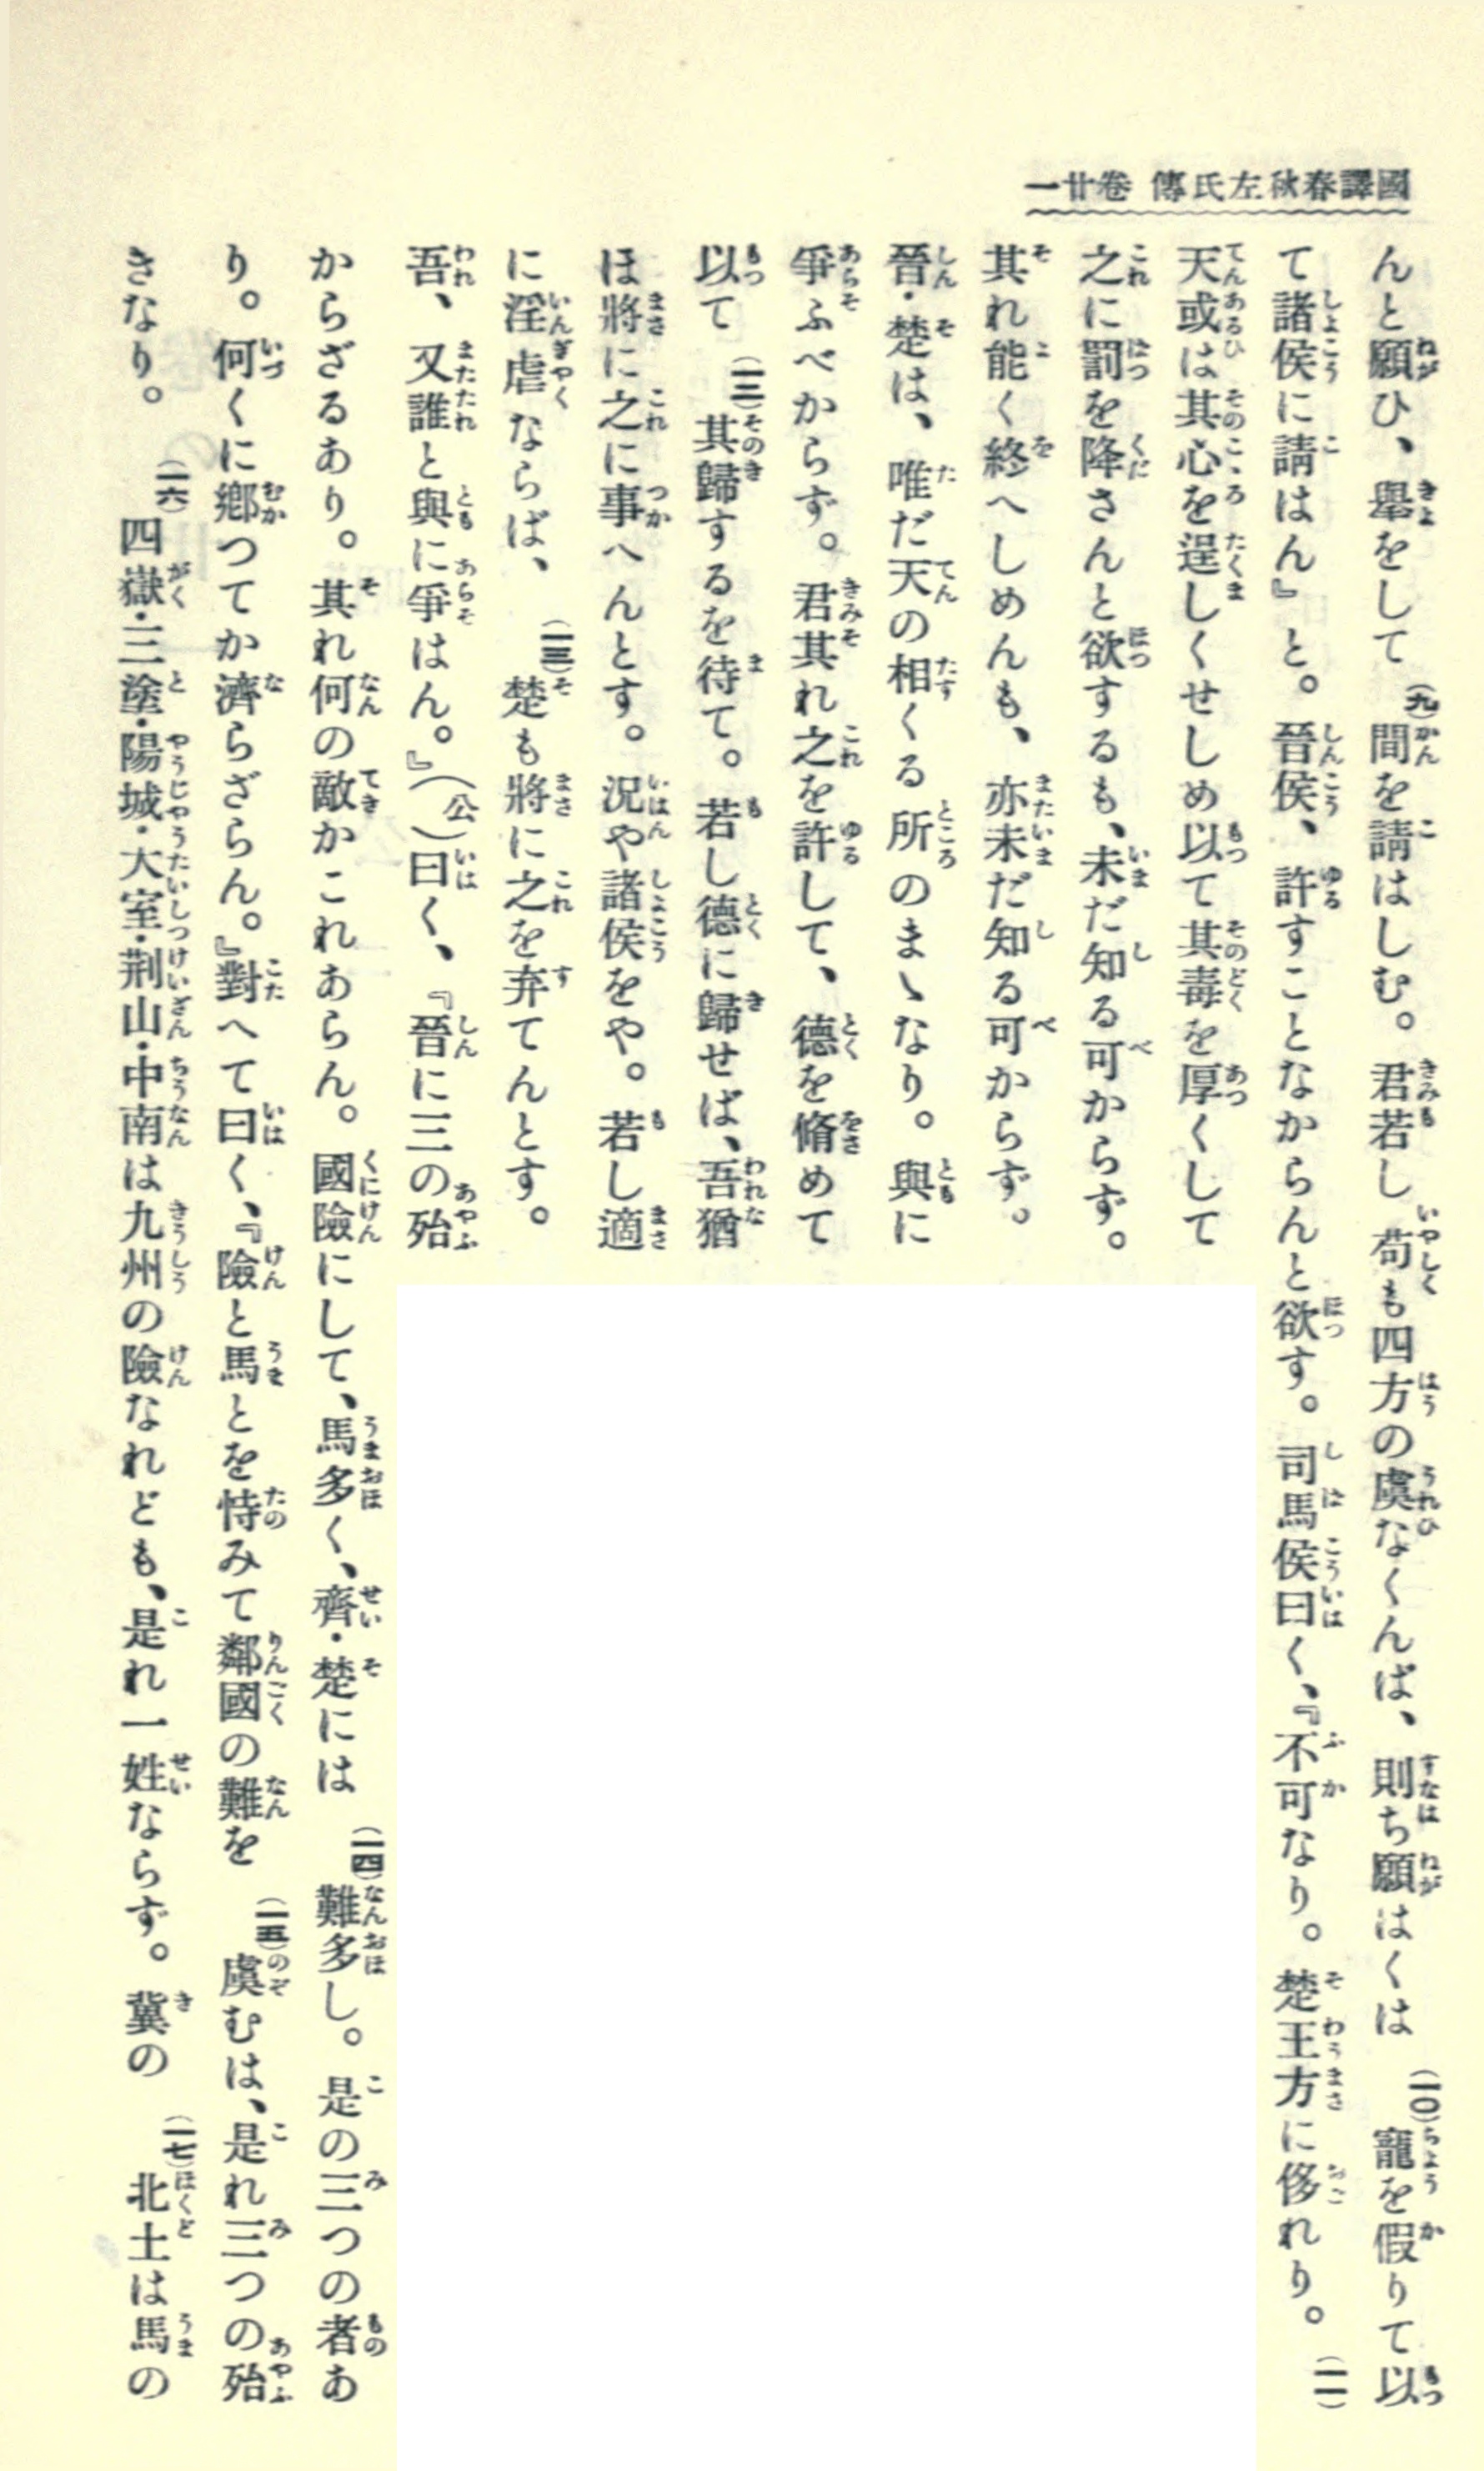 國譯春秋左氏傳 卷廿一
んと願ひ、舉をして(九)間を請はしむ。君若し苟も四方の虞なくんば、則ち願はくは(一〇)寵を假りて以
て諸侯に請はん』と。晉侯、許すことなからんと欲す。司馬侯曰く、『不可なり。楚王方に侈れり。(一一)
天或は其心を逞しくせしめ以て其毒を厚くして
之に罰を降さんと欲するも、未だ知る可からず。
其れ能く終へしめんも、亦未だ知る可からず。
晉・楚は、唯だ天の相くる所のまゝなり。與に
爭ふべからず。君其れ之を許して、德を脩めて
以て(一二)其歸するを待て。若し德に歸せば、吾猶
ほ將に之に事へんとす。況や諸侯をや。若し適
に淫虐ならば、(一三)楚も將に之を弃てんとす。
吾、又誰と與に爭はん。』(公)曰く、『晉に三の殆
からざるあり。其れ何の敵かこれあらん。國險にして、馬多く、齊・楚には(一四)難多し。是の三つの者あ
り。何くに鄕つてか濟らざらん。』對へて曰く、『險と馬とを恃みて鄰國の難を(一五)虞むは、是れ三つの殆
きなり。(一六)四嶽・三塗・陽城・大室・荆山・中南は九州の險なれども、是れ一姓ならず。冀の(一七)北土は馬の